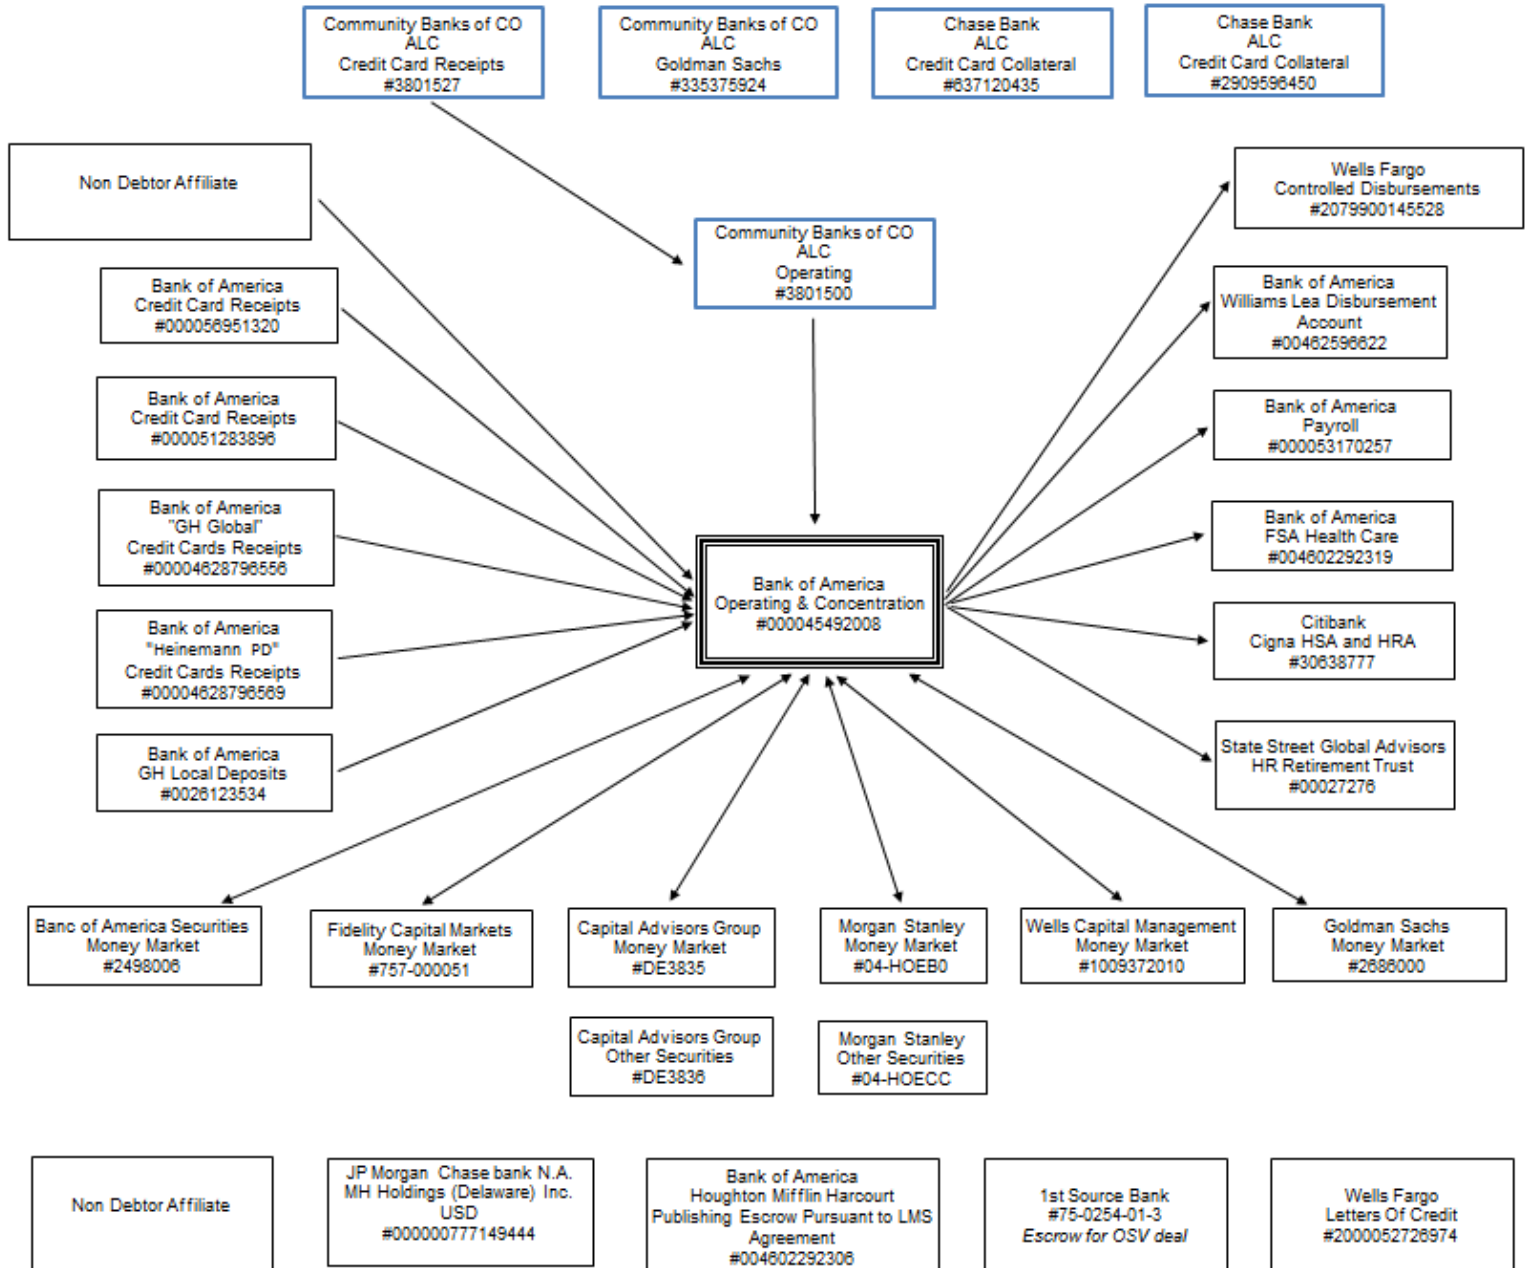 Community Banks of CO
ALC
Credit Card Receipts
#3801527
Community Banks of CO
ALC
Goldman Sachs
#335375924
Chase Bank
ALC
Credit Card Collateral
#637120435
Chase Bank
ALC
Credit Card Collateral
#2909596450
Non Debtor Affiliate
Wells Fargo
Controlled Disbursements
#2079900145528
Community Banks of CO
ALC
Operating
#3801500
Bank of America
Credit Card Receipts
#000056951320
Bank of America
Williams Lea Disbursement
Account
#00462596622
Bank of America
Credit Card Receipts
#000051283896
Bank of America
Payroll
#000053170257
Bank of America
"GH Global"
Credit Cards Receipts
#00004628796556
Bank of America
FSA Health Care
#004602292319
Bank of America
Operating & Concentration
#000045492008
Bank of America
"Heinemann PD"
Credit Cards Receipts
#00004628796569
Citibank
Cigna HSA and HRA
#30638777
Bank of America
GH Local Deposits
#0026123534
State Street Global Advisors
HR Retirement Trust
#00027276
Banc of America Securities
Money Market
#2498006
Fidelity Capital Markets
Money Market
#757-000051
Capital Advisors Group
Money Market
#DE3835
Morgan Stanley
Money Market
#04-HOEB0
Wells Capital Management
Money Market
#1009372010
Goldman Sachs
Money Market
#2686000
Capital Advisors Group
Other Securities
#DE3836
Morgan Stanley
Other Securities
#04-HOECC
Non Debtor Affiliate
JP Morgan Chase bank N.A.
MH Holdings (Delaware) Inc.
USD
#000000777149444
Bank of America
Houghton Mifflin Harcourt
Publishing Escrow Pursuant to LMS
Agreement
#004602292306
1st Source Bank
#75-0254-01-3
Escrow for OSV deal
Wells Fargo
Letters Of Credit
#2000052726974